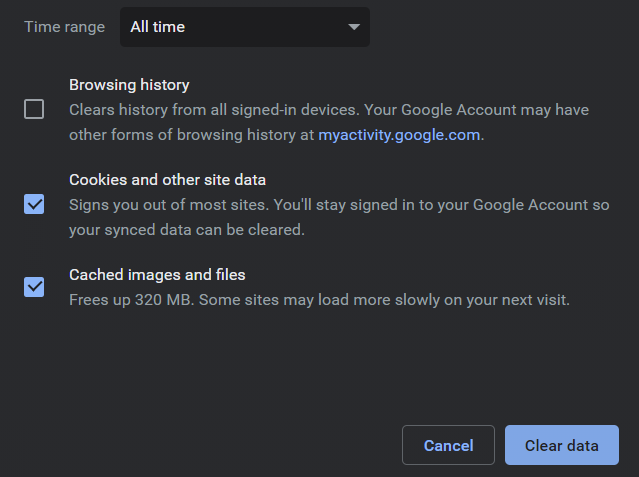 Time range All time
Browsing history
Clears history from all signed-in devices. Your Google Account may have
other forms of browsing history at myactivity.google.com.
Cookies and other site data
Signs you out of most sites. You'll stay signed in to your Google Account so
your synced data can be cleared.
Cached images and files
Frees up 320 MB. Some sites may load more slowly on your next visit.
Cancel Clear data